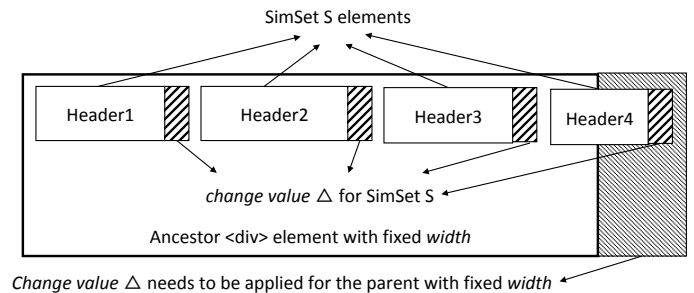 SimSet S elements
Header1
Header2
Header3
Header4
change value △ for SimSet S
Ancestor <div> element with fixed width
Change value △ needs to be applied for the parent with fixed width